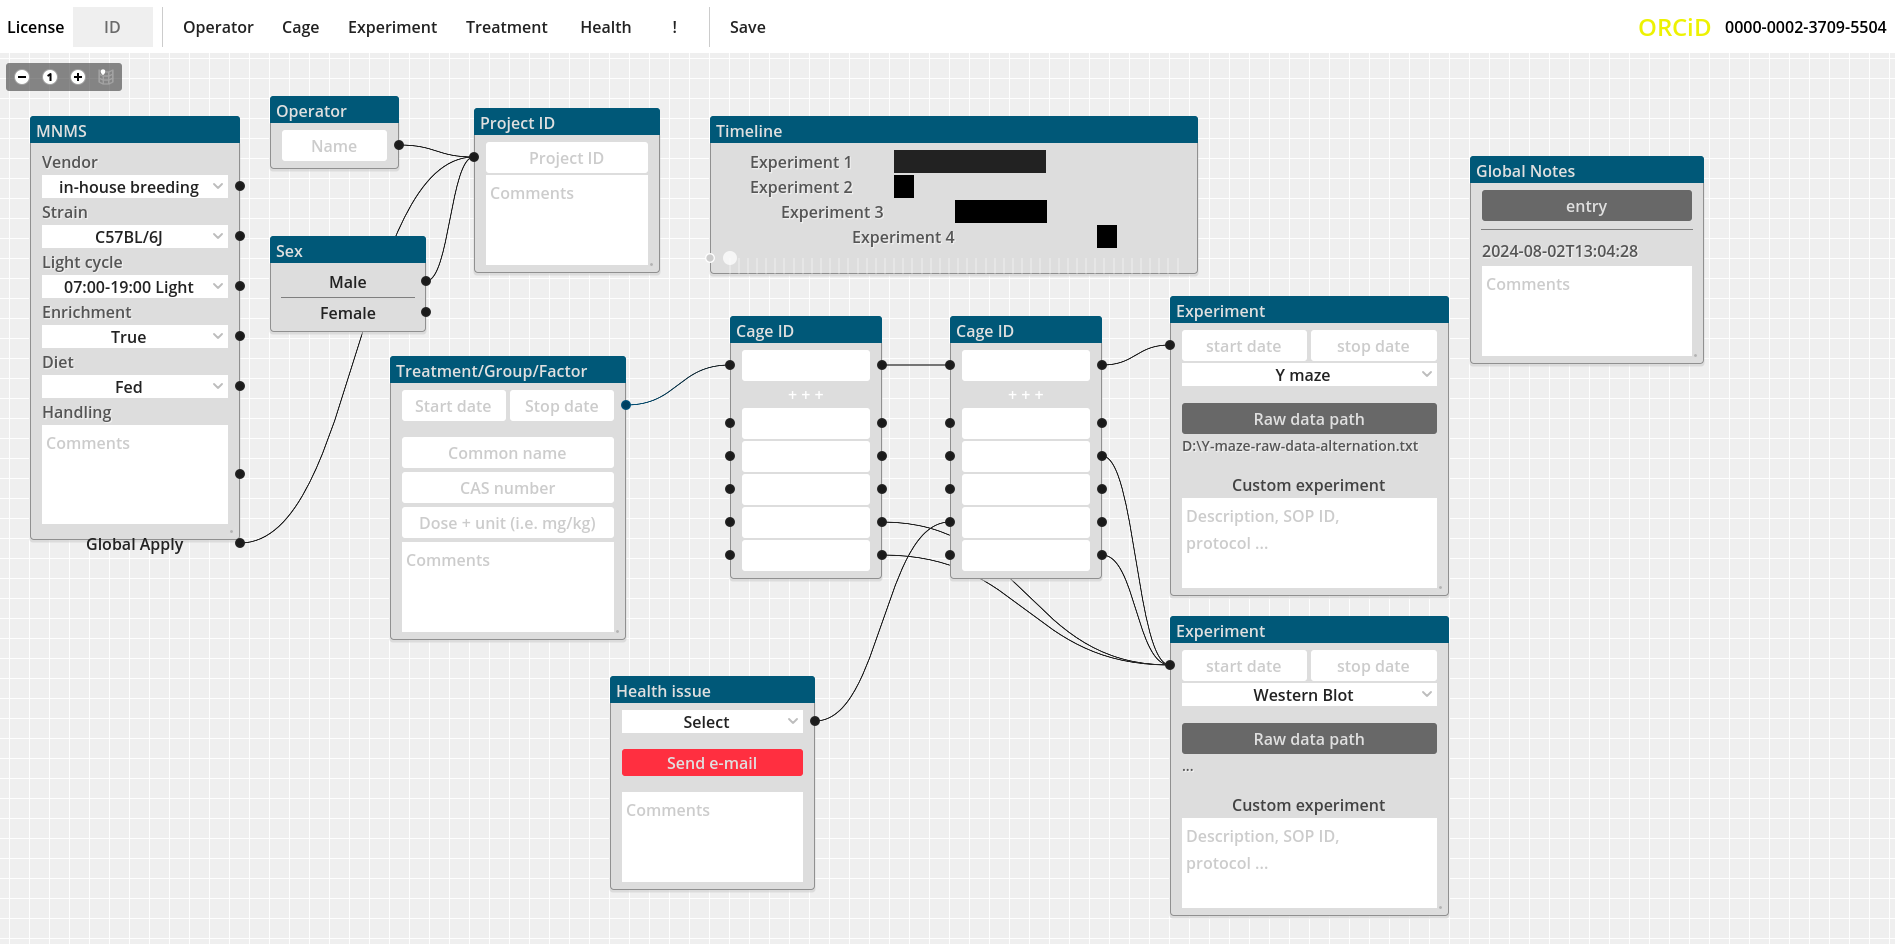 License ID Operator Cage Experiment Treatment Health ! Save ORCiD 0000-0002-3709-5504
1
MNMS
Vendor
in-house breeding
Strain
C57BL/6J
Light cycle
07:00-19:00 Light
Enrichment
True
Diet
Fed
Handling
Comments
Global Apply
Operator
Name
Sex
Male
Female
Project ID
Project ID
Comments
Treatment/Group/Factor
Start date Stop date
Common name
CAS number
Dose + unit (i.e. mg/kg)
Comments
Health issue
Select
Send e-mail
Comments
Timeline
Experiment 1
Experiment 2
Experiment 3
Experiment 4
Cage ID
+ + +
Cage ID
+ + +
Experiment
start date stop date
Y maze
Raw data path
D:\Y-maze-raw-data-alternation.txt
Custom experiment
Description, SOP ID,
protocol ...
Experiment
start date stop date
Western Blot
Raw data path
...
Custom experiment
Description, SOP ID,
protocol ...
Global Notes
entry
2024-08-02T13:04:28
Comments